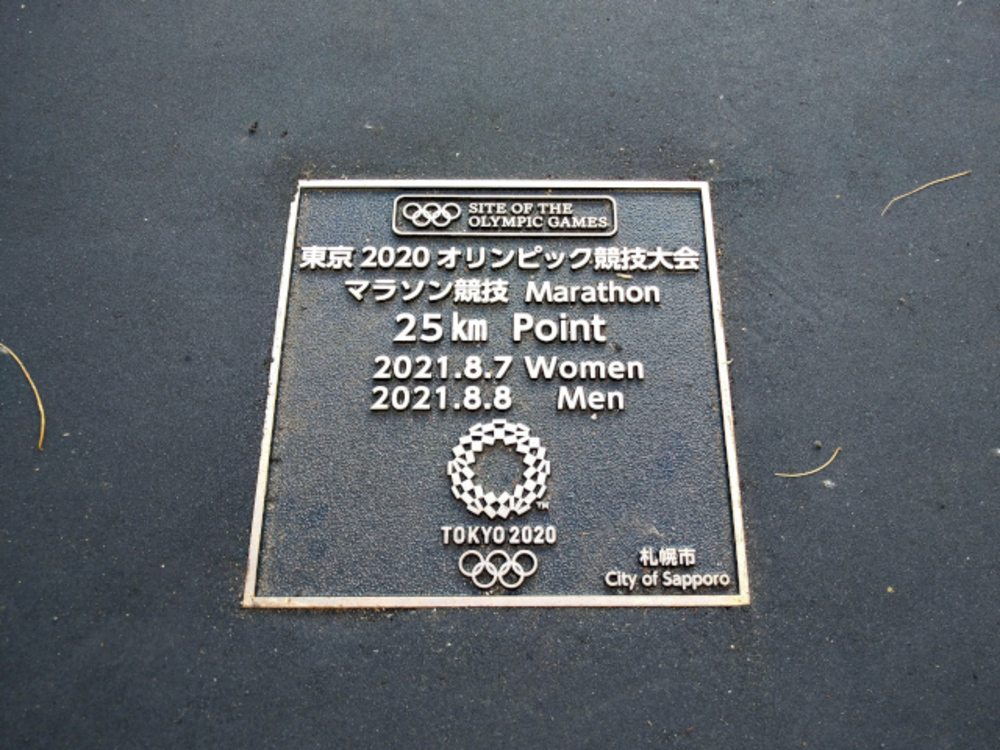 SITE OF THE
OLYMPIC GAMES
東京 2020 オリンピック競技大会
マラソン競技 Marathon
25㎞ Point
2021.8.7 Women
2021.8.8 Men
TM
TOKYO 2020
札幌市
City of Sapporo